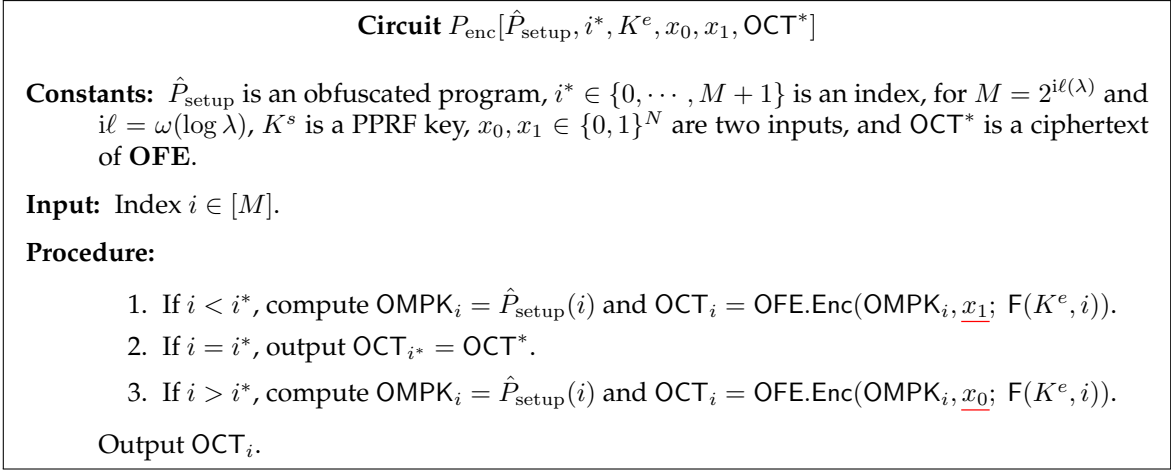 Circuit P_enc[P̂_setup, i*, K^e, x_0, x_1, OCT*]
Constants: P̂_setup is an obfuscated program, i* ∈ {0, ··· , M + 1} is an index, for M = 2^{iℓ(λ)} and
iℓ = ω(log λ), K^s is a PPRF key, x_0, x_1 ∈ {0, 1}^N are two inputs, and OCT* is a ciphertext
of OFE.
Input: Index i ∈ [M].
Procedure:
1. If i < i*, compute OMPK_i = P̂_setup(i) and OCT_i = OFE.Enc(OMPK_i, x_1; F(K^e, i)).
2. If i = i*, output OCT_{i*} = OCT*.
3. If i > i*, compute OMPK_i = P̂_setup(i) and OCT_i = OFE.Enc(OMPK_i, x_0; F(K^e, i)).
Output OCT_i.